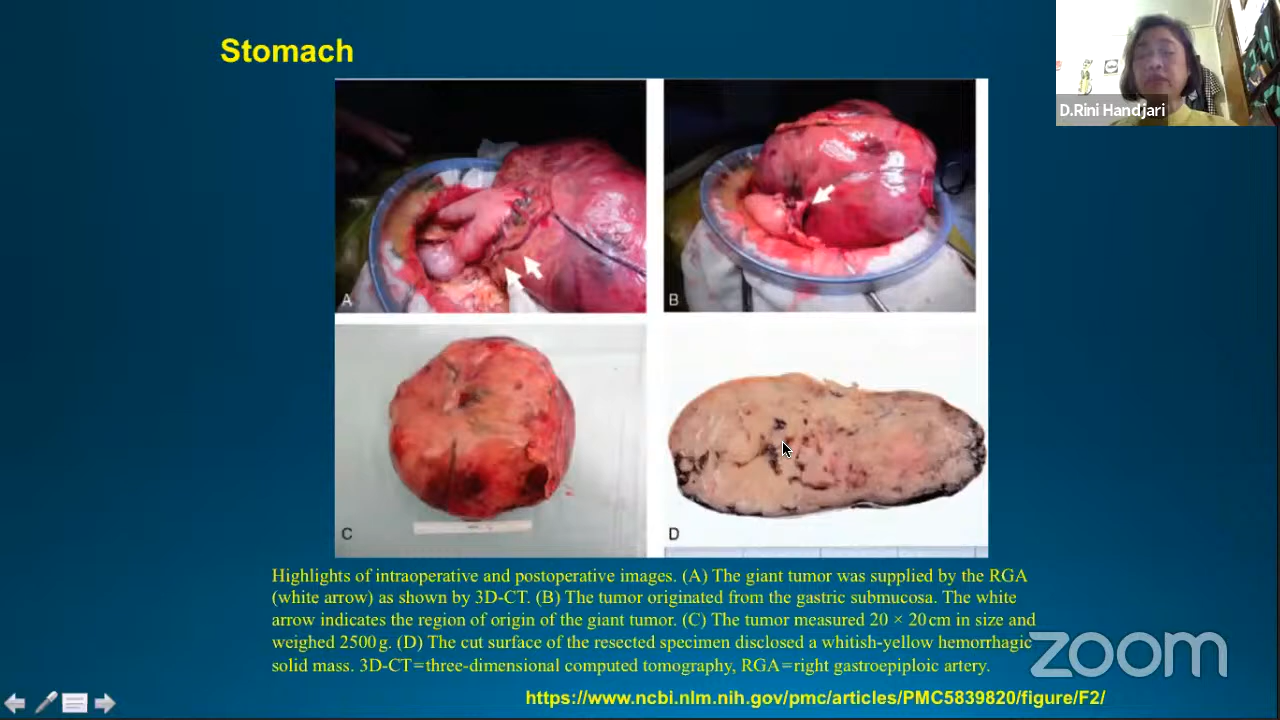 Stomach
D.Rini Handjari
A
B
C
D
Highlights of intraoperative and postoperative images. (A) The giant tumor was supplied by the RGA
(white arrow) as shown by 3D-CT. (B) The tumor originated from the gastric submucosa. The white
arrow indicates the region of origin of the giant tumor. (C) The tumor measured 20 × 20 cm in size and
weighed 2500 g. (D) The cut surface of the resected specimen disclosed a whitish-yellow hemorrhagic
solid mass. 3D-CT=three-dimensional computed tomography, RGA=right gastroepiploic artery.
zoom
https://www.ncbi.nlm.nih.gov/pmc/articles/PMC5839820/figure/F2/